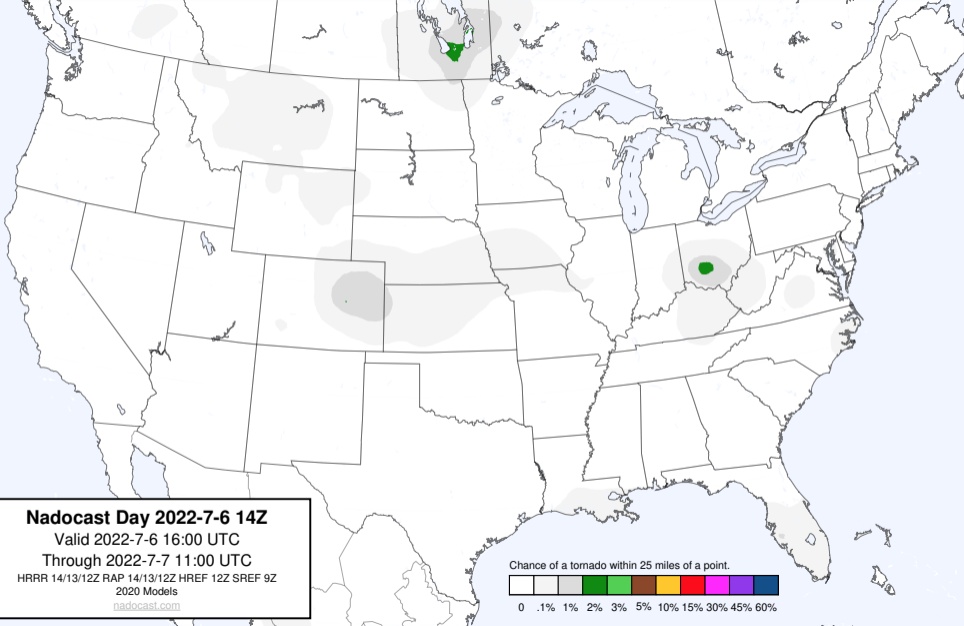 Nadocast Day 2022-7-6 14Z
Valid 2022-7-6 16:00 UTC
Through 2022-7-7 11:00 UTC
HRRR 14/13/12Z RAP 14/13/12Z HREF 12Z SREF 9Z
2020 Models
nadocast.com
Chance of a tornado within 25 miles of a point.
0 .1% 1% 2% 3% 5% 10% 15% 30% 45% 60%